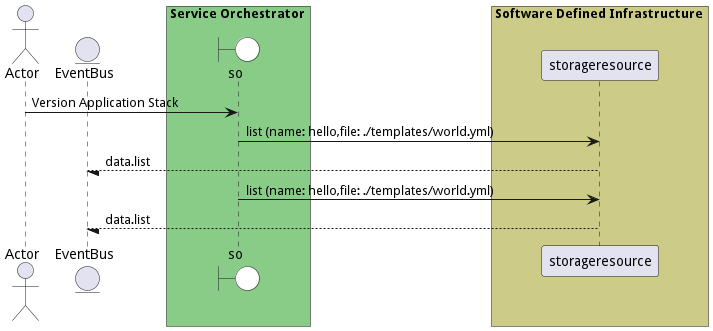 Service Orchestrator
Software Defined Infrastructure
Actor
EventBus
so
storageresource
Version Application Stack
list (name: hello,file: ./templates/world.yml)
data.list
list (name: hello,file: ./templates/world.yml)
data.list
Actor
EventBus
so
storageresource